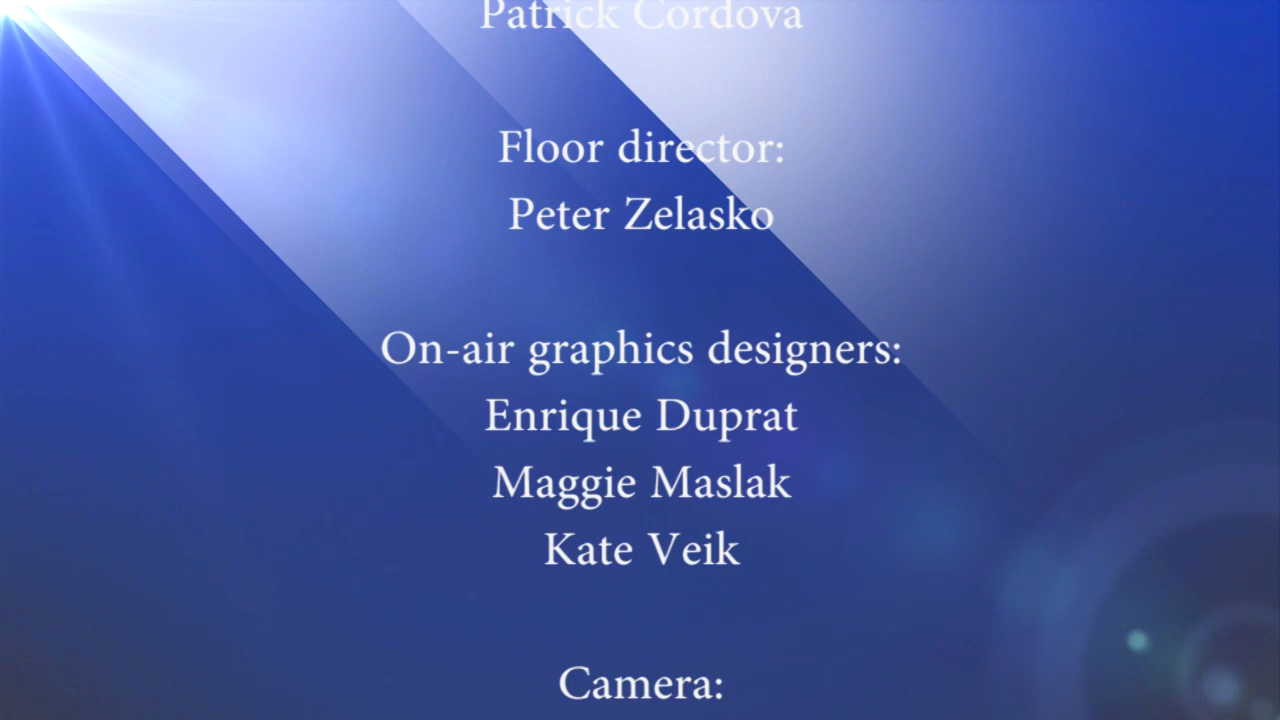 Patrick Cordova
Floor director:
Peter Zelasko
On-air graphics designers:
Enrique Duprat
Maggie Maslak
Kate Veik
Camera: